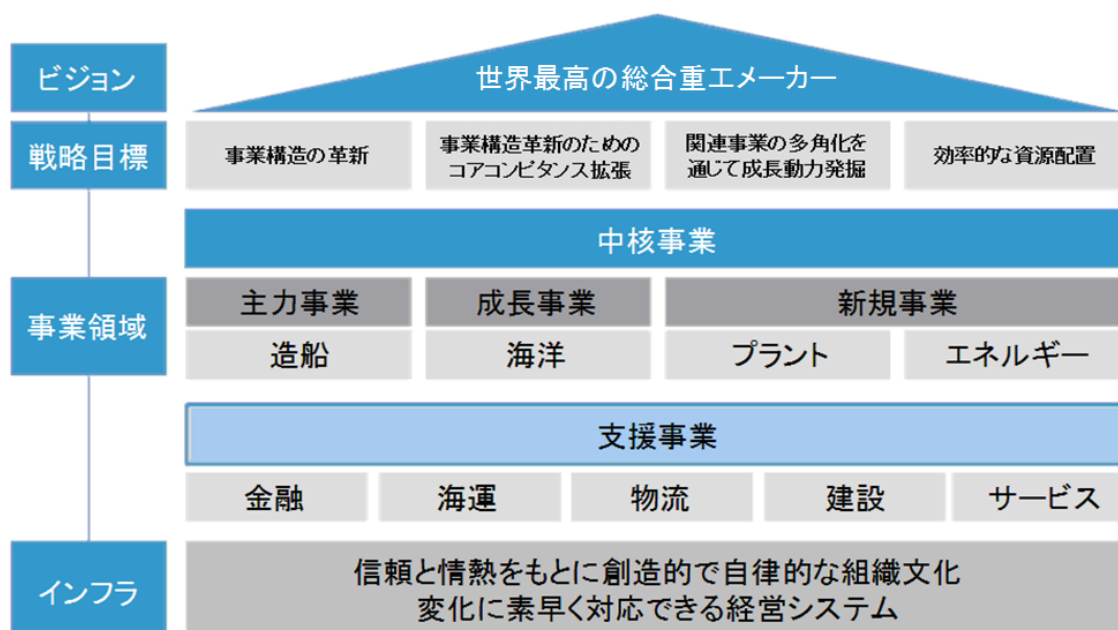 ビジョン
世界最高の総合重工メーカー
戦略目標
事業構造の革新
事業構造革新のための
コアコンピタンス拡張
関連事業の多角化を
通じて成長動力発掘
効率的な資源配置
中核事業
事業領域
主力事業
成長事業
新規事業
造船
海洋
プラント
エネルギー
支援事業
金融
海運
物流
建設
サービス
インフラ
信頼と情熱をもとに創造的で自律的な組織文化
変化に素早く対応できる経営システム